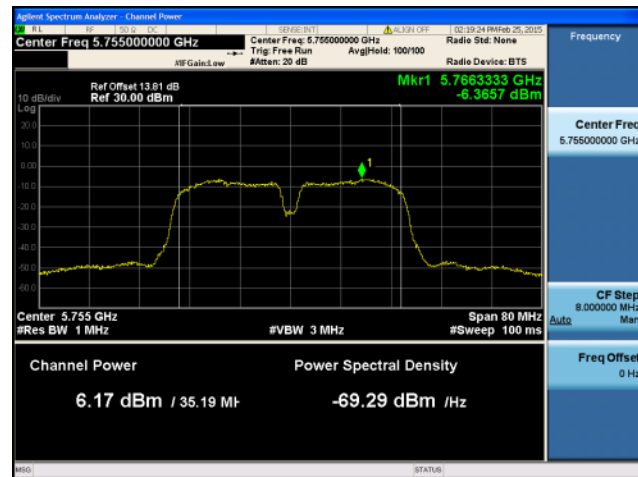 Agilent Spectrum Analyzer - Channel Power
RL RF 50 Ω DC SENSE:INT ALIGN OFF 02:19:24 PM Feb 25, 2015
Center Freq 5.755000000 GHz
Center Freq: 5.755000000 GHz
Radio Std: None
Trig: Free Run Avg|Hold: 100/100
#IFGain:Low
#Atten: 20 dB
Radio Device: BTS
Frequency
Mkr1 5.7663333 GHz
-6.3657 dBm
Ref Offset 13.81 dB
10 dB/div Ref 30.00 dBm
Log
20.0
10.0
0.00
-10.0
-20.0
-30.0
-40.0
-50.0
-60.0
1
Center Freq
5.755000000 GHz
Center 5.755 GHz
Span 80 MHz
#Res BW 1 MHz
#VBW 3 MHz
#Sweep 100 ms
CF Step
8.000000 MHz
Auto Man
Channel Power
Power Spectral Density
6.17 dBm / 35.19 MH
-69.29 dBm /Hz
Freq Offset
0 Hz
MSG STATUS